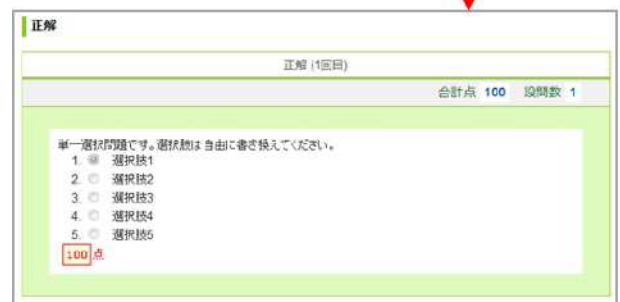 正解
正解 (1回目)
合計点 100 設問数 1
単一選択問題です。選択肢は自由に書き換えてください。
1. 選択肢1
2. 選択肢2
3. 選択肢3
4. 選択肢4
5. 選択肢5
100 点